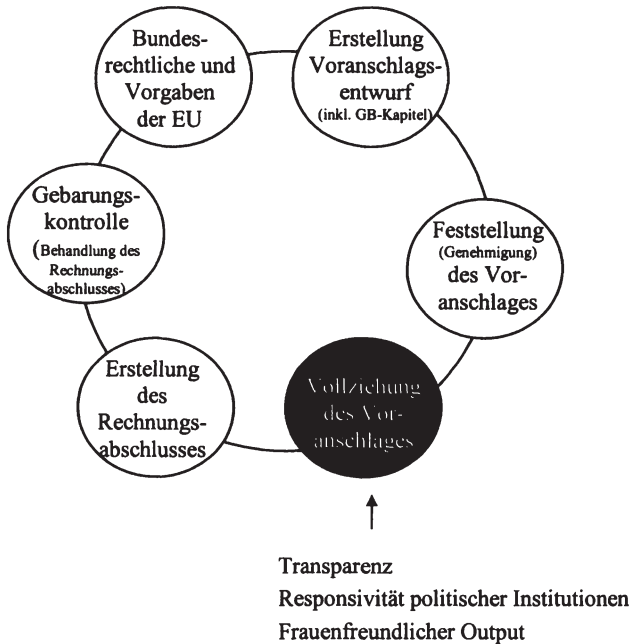 Bundes-
rechtliche und
Vorgaben
der EU
Erstellung
Voranschlags-
entwurf
(inkl. GB-Kapitel)
Gebarungs-
kontrolle
(Behandlung des
Rechnungs-
abschlusses)
Feststellung
(Genehmigung)
des Vor-
anschlages
Erstellung
des
Rechnungs-
abschlusses
Vollziehung
des Vor-
anschlages
Transparenz
Responsivität politischer Institutionen
Frauenfreundlicher Output